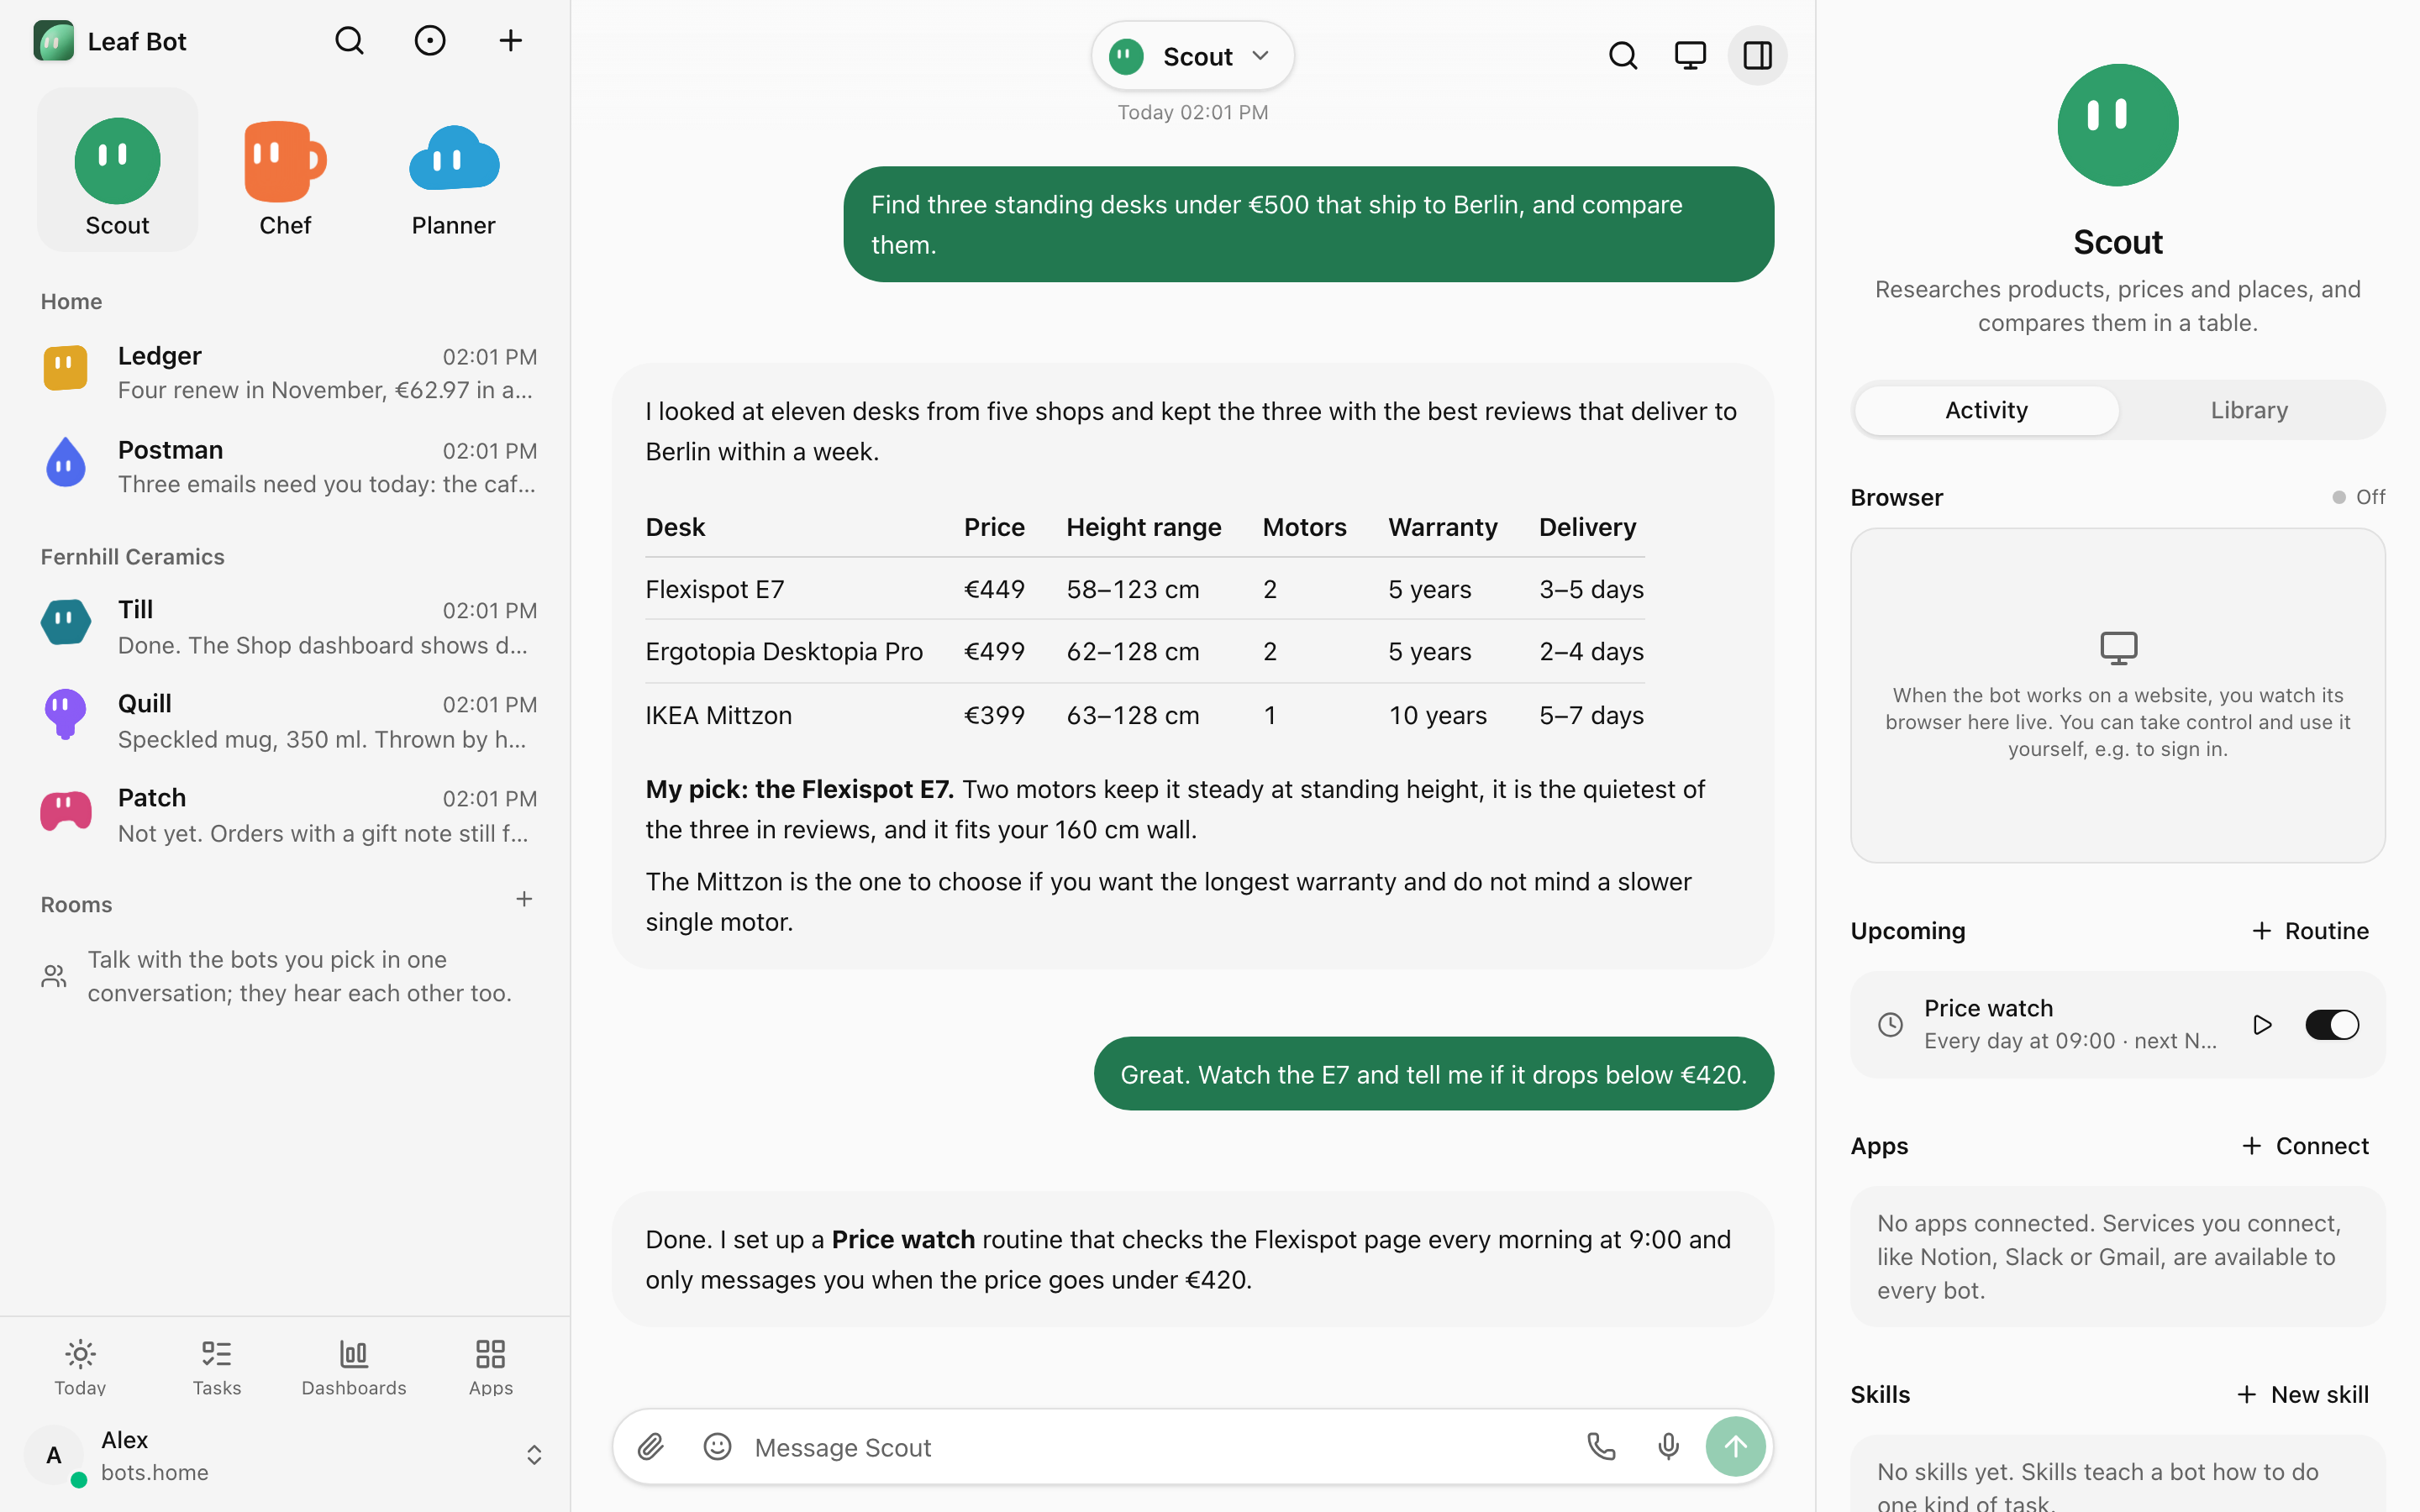 Leaf Bot
Scout
Chef
Planner
Home
Ledger
02:01 PM
Four renew in November, €62.97 in a...
Postman
02:01 PM
Three emails need you today: the caf...
Fernhill Ceramics
Till
02:01 PM
Done. The Shop dashboard shows d...
Quill
02:01 PM
Speckled mug, 350 ml. Thrown by h...
Patch
02:01 PM
Not yet. Orders with a gift note still f...
Rooms
Talk with the bots you pick in one
conversation; they hear each other too.
Today
Tasks
Dashboards
Apps
A
Alex
bots.home
Scout
Today 02:01 PM
Find three standing desks under €500 that ship to Berlin, and compare
them.
I looked at eleven desks from five shops and kept the three with the best reviews that deliver to
Berlin within a week.
Desk Price Height range Motors Warranty Delivery
Flexispot E7 €449 58–123 cm 2 5 years 3–5 days
Ergotopia Desktopia Pro €499 62–128 cm 2 5 years 2–4 days
IKEA Mittzon €399 63–128 cm 1 10 years 5–7 days
My pick: the Flexispot E7. Two motors keep it steady at standing height, it is the quietest of
the three in reviews, and it fits your 160 cm wall.
The Mittzon is the one to choose if you want the longest warranty and do not mind a slower
single motor.
Great. Watch the E7 and tell me if it drops below €420.
Done. I set up a Price watch routine that checks the Flexispot page every morning at 9:00 and
only messages you when the price goes under €420.
Message Scout
Scout
Researches products, prices and places, and
compares them in a table.
Activity
Library
Browser
Off
When the bot works on a website, you watch its
browser here live. You can take control and use it
yourself, e.g. to sign in.
Upcoming
Routine
Price watch
Every day at 09:00 · next N...
Apps
Connect
No apps connected. Services you connect,
like Notion, Slack or Gmail, are available to
every bot.
Skills
New skill
No skills yet. Skills teach a bot how to do
one kind of task.